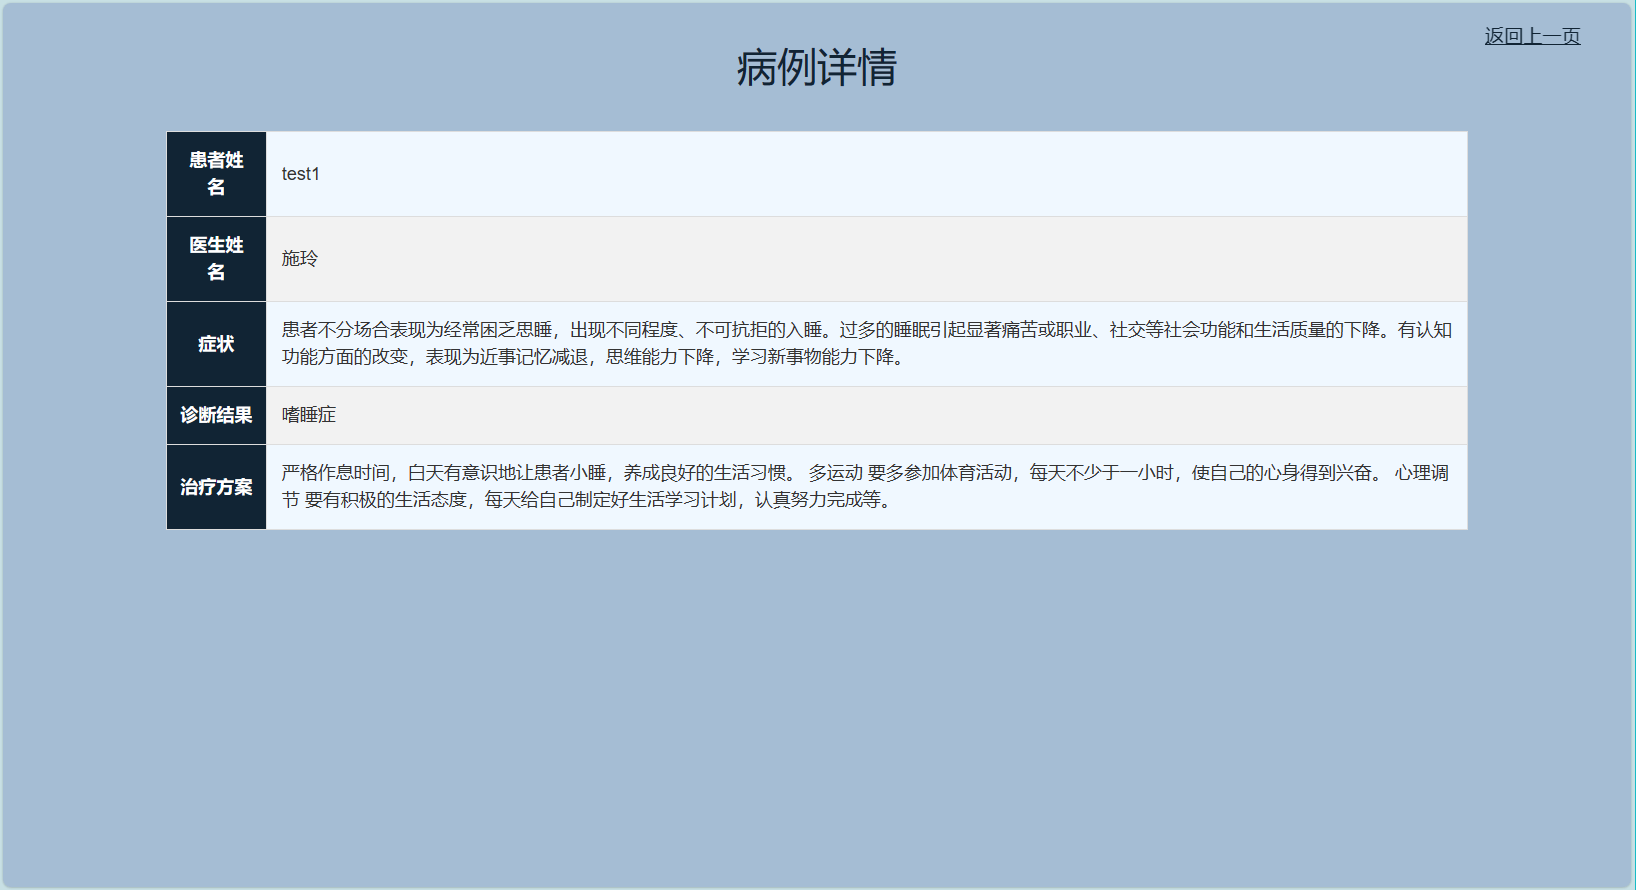 返回上一页
病例详情
患者姓
名
test1
医生姓
名
施玲
症状
患者不分场合表现为经常困乏思睡，出现不同程度、不可抗拒的入睡。过多的睡眠引起显著痛苦或职业、社交等社会功能和生活质量的下降。有认知
功能方面的改变，表现为近事记忆减退，思维能力下降，学习新事物能力下降。
诊断结果
嗜睡症
治疗方案
严格作息时间，白天有意识地让患者小睡，养成良好的生活习惯。 多运动 要多参加体育活动，每天不少于一小时，使自己的心身得到兴奋。 心理调
节 要有积极的生活态度，每天给自己制定好生活学习计划，认真努力完成等。